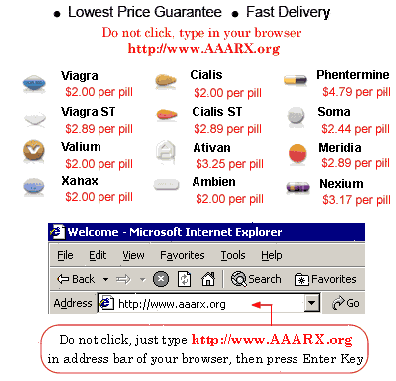 • Lowest Price Guarantee • Fast Delivery
Do not click, type in your browser
http://www.AAARX.org
Viagra
$2.00 per pill
Cialis
$2.00 per pill
Phentermine
$4.79 per pill
Viagra ST
$2.89 per pill
Cialis ST
$2.89 per pill
Soma
$2.44 per pill
Valium
$2.00 per pill
Ativan
$3.25 per pill
Meridia
$2.89 per pill
Xanax
$2.00 per pill
Ambien
$2.00 per pill
Nexium
$3.17 per pill
Welcome - Microsoft Internet Explorer
File Edit View Favorites Tools Help
Back Search Favorites
Address http://www.aaarx.org Go
Do not click, just type http://www.AAARX.org
in address bar of your browser, then press Enter Key